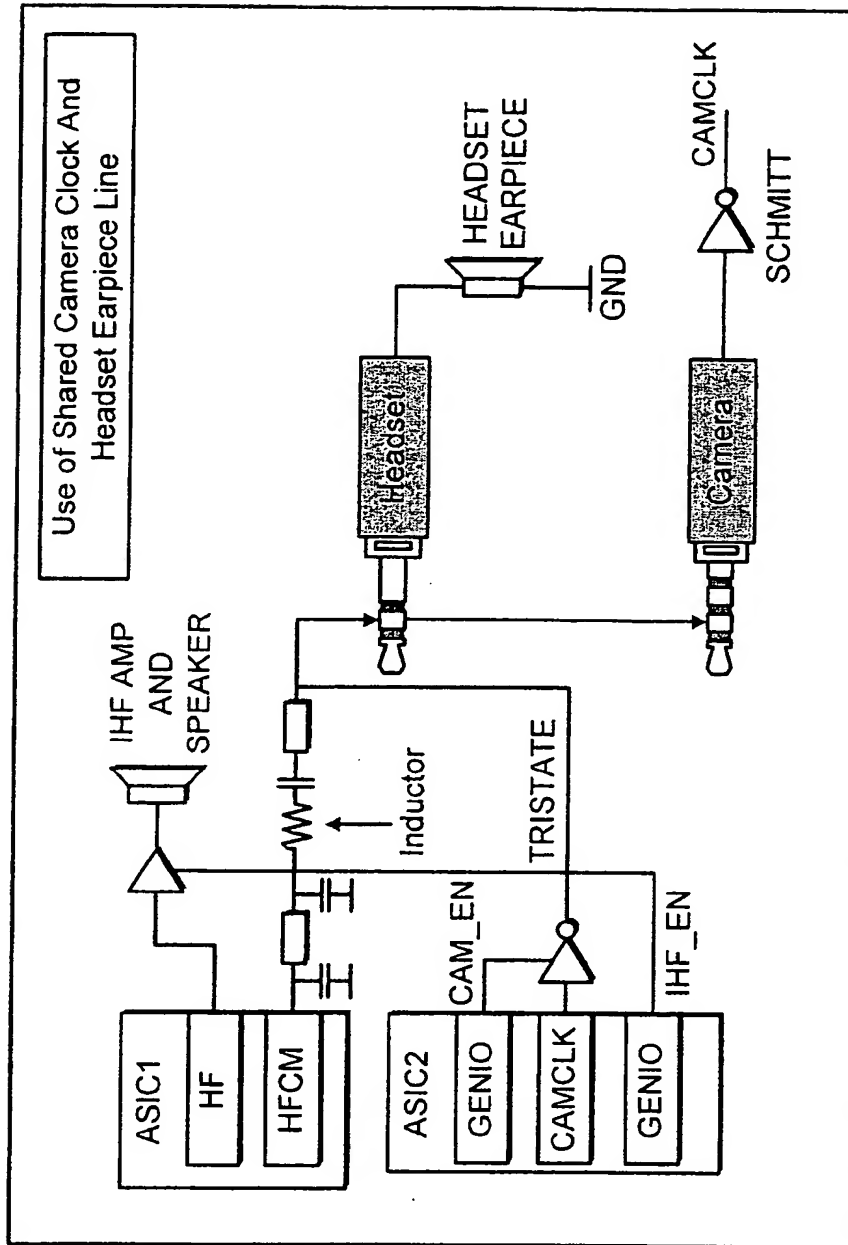 Use of Shared Camera Clock And
Headset Earpiece Line
IHF AMP
AND
SPEAKER
ASIC1
HF
HFCM
Inductor
Headset
HEADSET
EARPIECE
GND
ASIC2
GENIO
CAMCLK
GENIO
CAM_EN
IHF_EN
TRISTATE
Camera
CAMCLK
SCHMITT